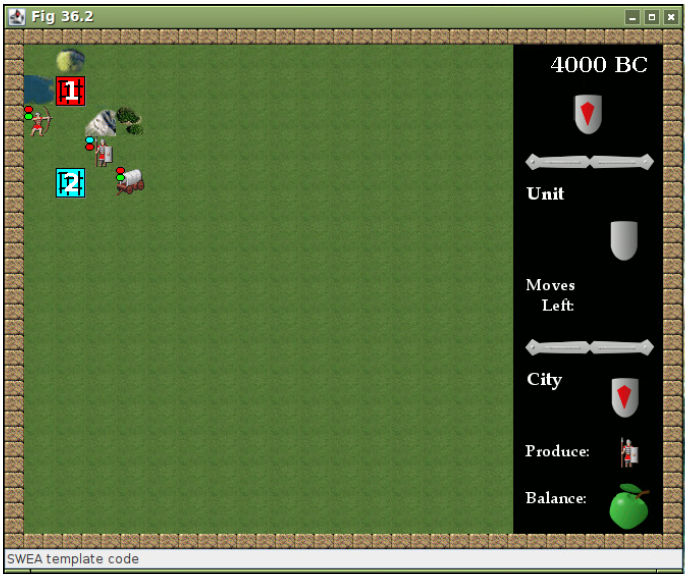 Fig 36.2
4000 BC
1
2
Unit
Moves
Left:
City
Produce:
Balance:
SWEA template code